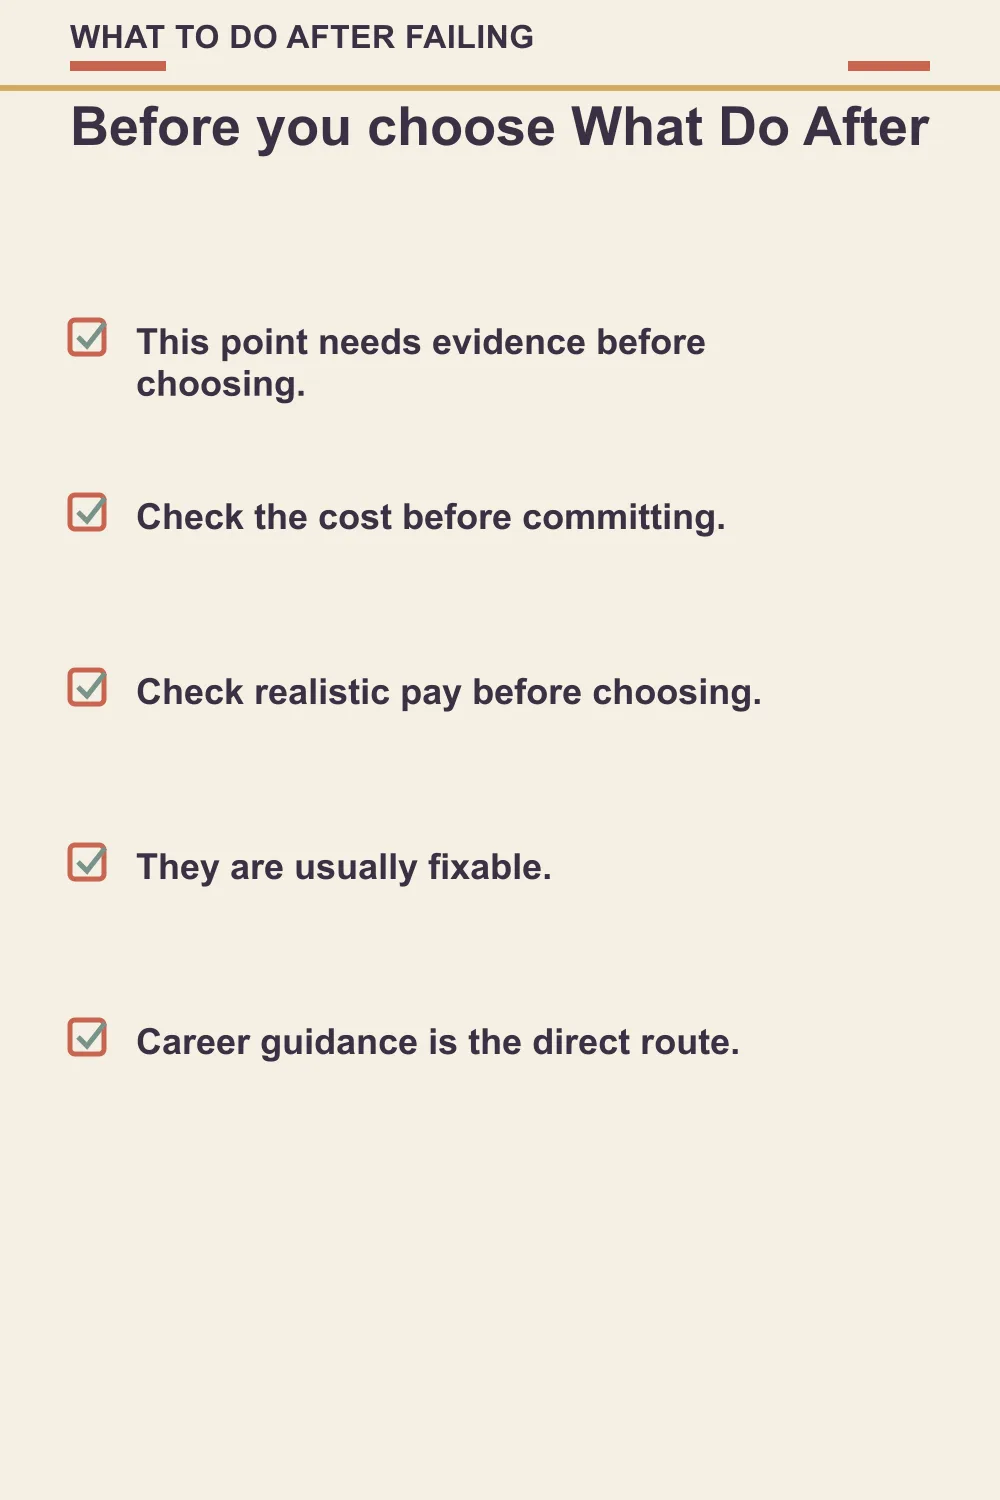 WHAT TO DO AFTER FAILING
Before you choose What Do After
This point needs evidence before
choosing.
Check the cost before committing.
Check realistic pay before choosing.
They are usually fixable.
Career guidance is the direct route.